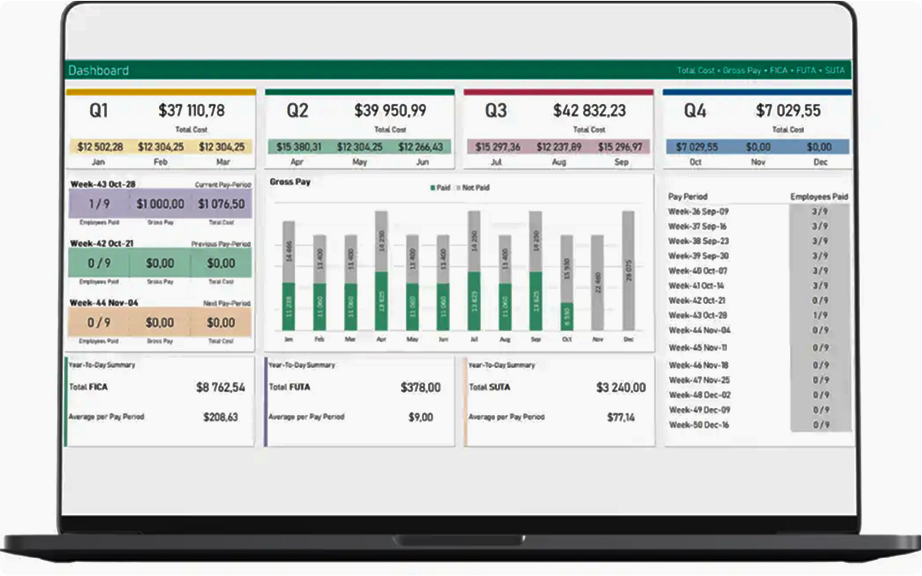 Dashboard
Total Cost • Gross Pay • FICA • FUTA • SUTA
Q1 $37 110,78
Total Cost
$12 502,28 $12 304,25 $12 304,25
Jan Feb Mar
Q2 $39 950,99
Total Cost
$15 380,31 $12 304,25 $12 266,43
Apr May Jun
Q3 $42 832,23
Total Cost
$15 297,36 $12 237,89 $15 296,97
Jul Aug Sep
Q4 $7 029,55
Total Cost
$7 029,55 $0,00 $0,00
Oct Nov Dec
Week-43 Oct-28 Current Pay-Period
1 / 9 $1 000,00 $1 076,50
Employees Paid Gross Pay Total Cost
Week-42 Oct-21 Previous Pay-Period
0 / 9 $0,00 $0,00
Employees Paid Gross Pay Total Cost
Week-44 Nov-04 Next Pay-Period
0 / 9 $0,00 $0,00
Employees Paid Gross Pay Total Cost
Gross Pay
Paid Not Paid
11 400 11 400 14 250 11 400 11 400 14 250 11 400 14 250 15 930 22 480 28 075
11 238 11 060 11 060 13 825 11 060 11 060 13 825 11 060 13 825 6 550
Jan Feb Mar Apr May Jun Jul Aug Sep Oct Nov Dec
Pay Period Employees Paid
Week-36 Sep-09 3 / 9
Week-37 Sep-16 3 / 9
Week-38 Sep-23 3 / 9
Week-39 Sep-30 3 / 9
Week-40 Oct-07 3 / 9
Week-41 Oct-14 3 / 9
Week-42 Oct-21 0 / 9
Week-43 Oct-28 1 / 9
Week-44 Nov-04 0 / 9
Week-45 Nov-11 0 / 9
Week-46 Nov-18 0 / 9
Week-47 Nov-25 0 / 9
Week-48 Dec-02 0 / 9
Week-49 Dec-09 0 / 9
Week-50 Dec-16 0 / 9
Year-To-Day Summary
Total FICA $8 762,54
Average per Pay Period $208,63
Year-To-Day Summary
Total FUTA $378,00
Average per Pay Period $9,00
Year-To-Day Summary
Total SUTA $3 240,00
Average per Pay Period $77,14